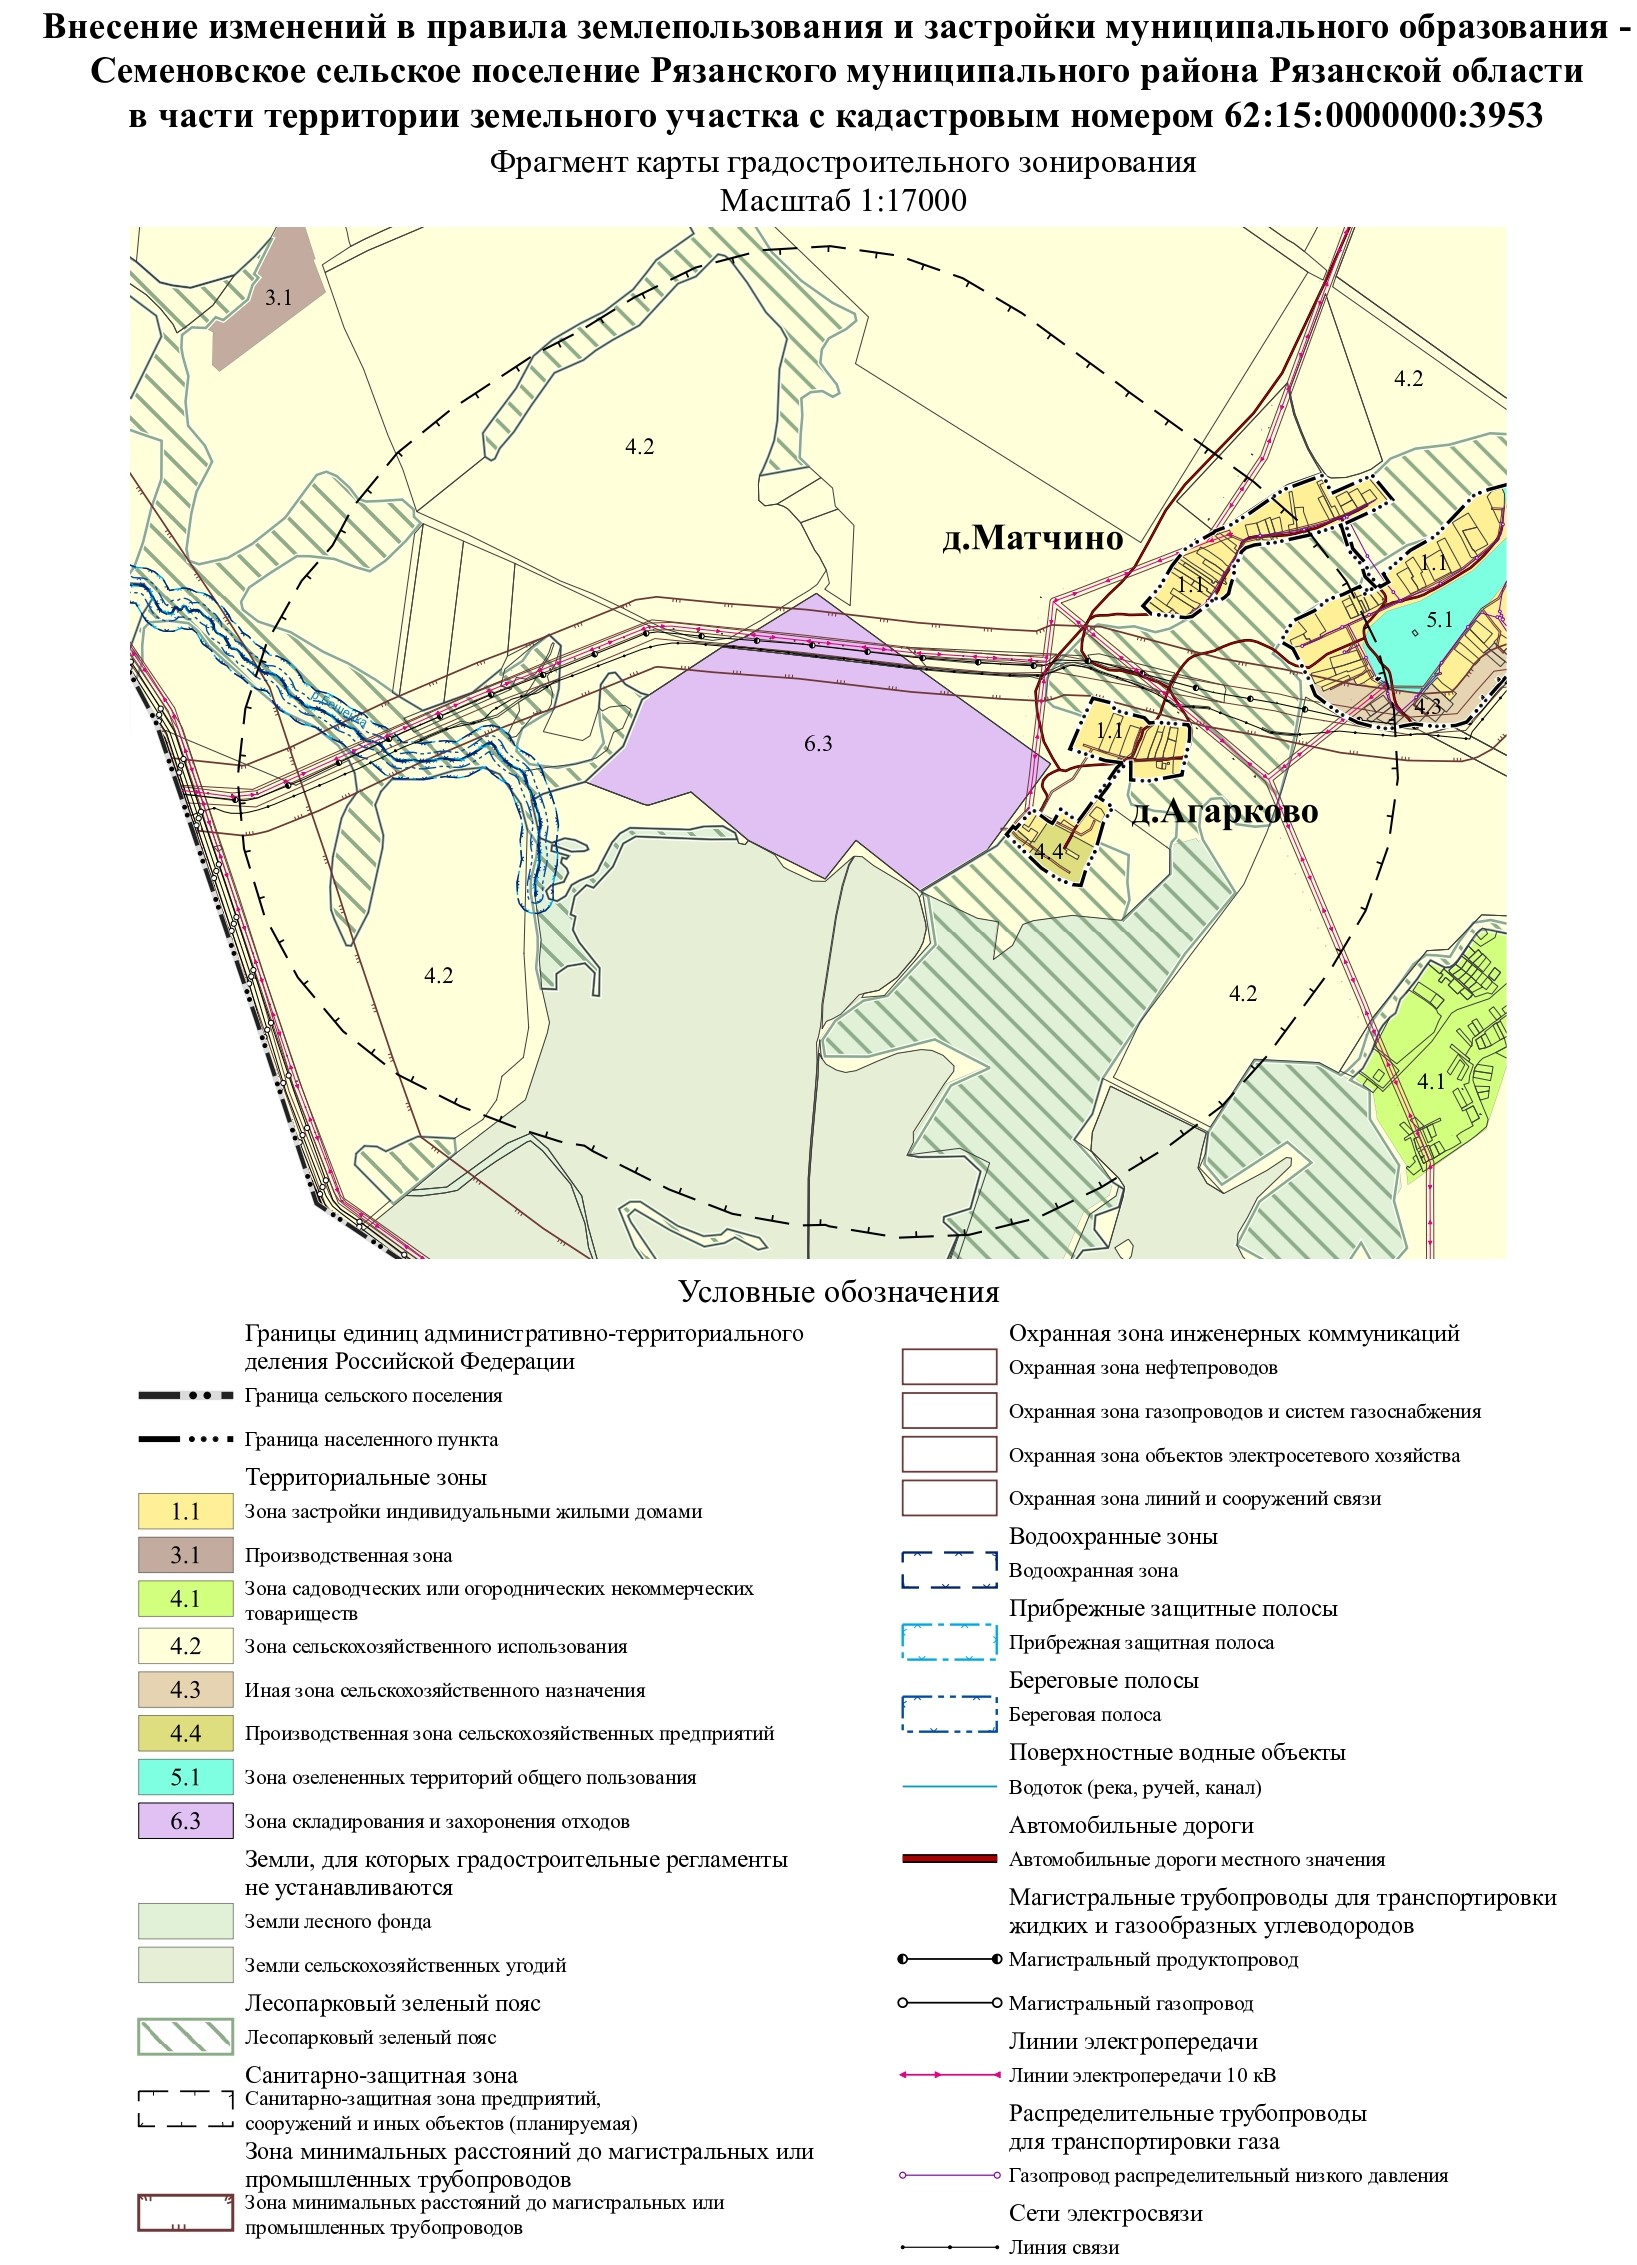 Внесение изменений в правила землепользования и застройки муниципального образования -
Семеновское сельское поселение Рязанского муниципального района Рязанской области
в части территории земельного участка с кадастровым номером 62:15:0000000:3953
Фрагмент карты градостроительного зонирования
Масштаб 1:17000
3.1
4.2
4.2
д.Матчино
1.1
1.1
5.1
4.3
6.3
1.1
д.Агарково
4.4
4.2
4.2
4.1
Условные обозначения
Границы единиц административно-территориального
деления Российской Федерации
Граница сельского поселения
Граница населенного пункта
Территориальные зоны
1.1 Зона застройки индивидуальными жилыми домами
3.1 Производственная зона
4.1 Зона садоводческих или огороднических некоммерческих
товариществ
4.2 Зона сельскохозяйственного использования
4.3 Иная зона сельскохозяйственного назначения
4.4 Производственная зона сельскохозяйственных предприятий
5.1 Зона озелененных территорий общего пользования
6.3 Зона складирования и захоронения отходов
Земли, для которых градостроительные регламенты
не устанавливаются
Земли лесного фонда
Земли сельскохозяйственных угодий
Лесопарковый зеленый пояс
Лесопарковый зеленый пояс
Санитарно-защитная зона
Санитарно-защитная зона предприятий,
сооружений и иных объектов (планируемая)
Зона минимальных расстояний до магистральных или
промышленных трубопроводов
Зона минимальных расстояний до магистральных или
промышленных трубопроводов
Охранная зона инженерных коммуникаций
Охранная зона нефтепроводов
Охранная зона газопроводов и систем газоснабжения
Охранная зона объектов электросетевого хозяйства
Охранная зона линий и сооружений связи
Водоохранные зоны
Водоохранная зона
Прибрежные защитные полосы
Прибрежная защитная полоса
Береговые полосы
Береговая полоса
Поверхностные водные объекты
Водоток (река, ручей, канал)
Автомобильные дороги
Автомобильные дороги местного значения
Магистральные трубопроводы для транспортировки
жидких и газообразных углеводородов
Магистральный продуктопровод
Магистральный газопровод
Линии электропередачи
Линии электропередачи 10 кВ
Распределительные трубопроводы
для транспортировки газа
Газопровод распределительный низкого давления
Сети электросвязи
Линия связи